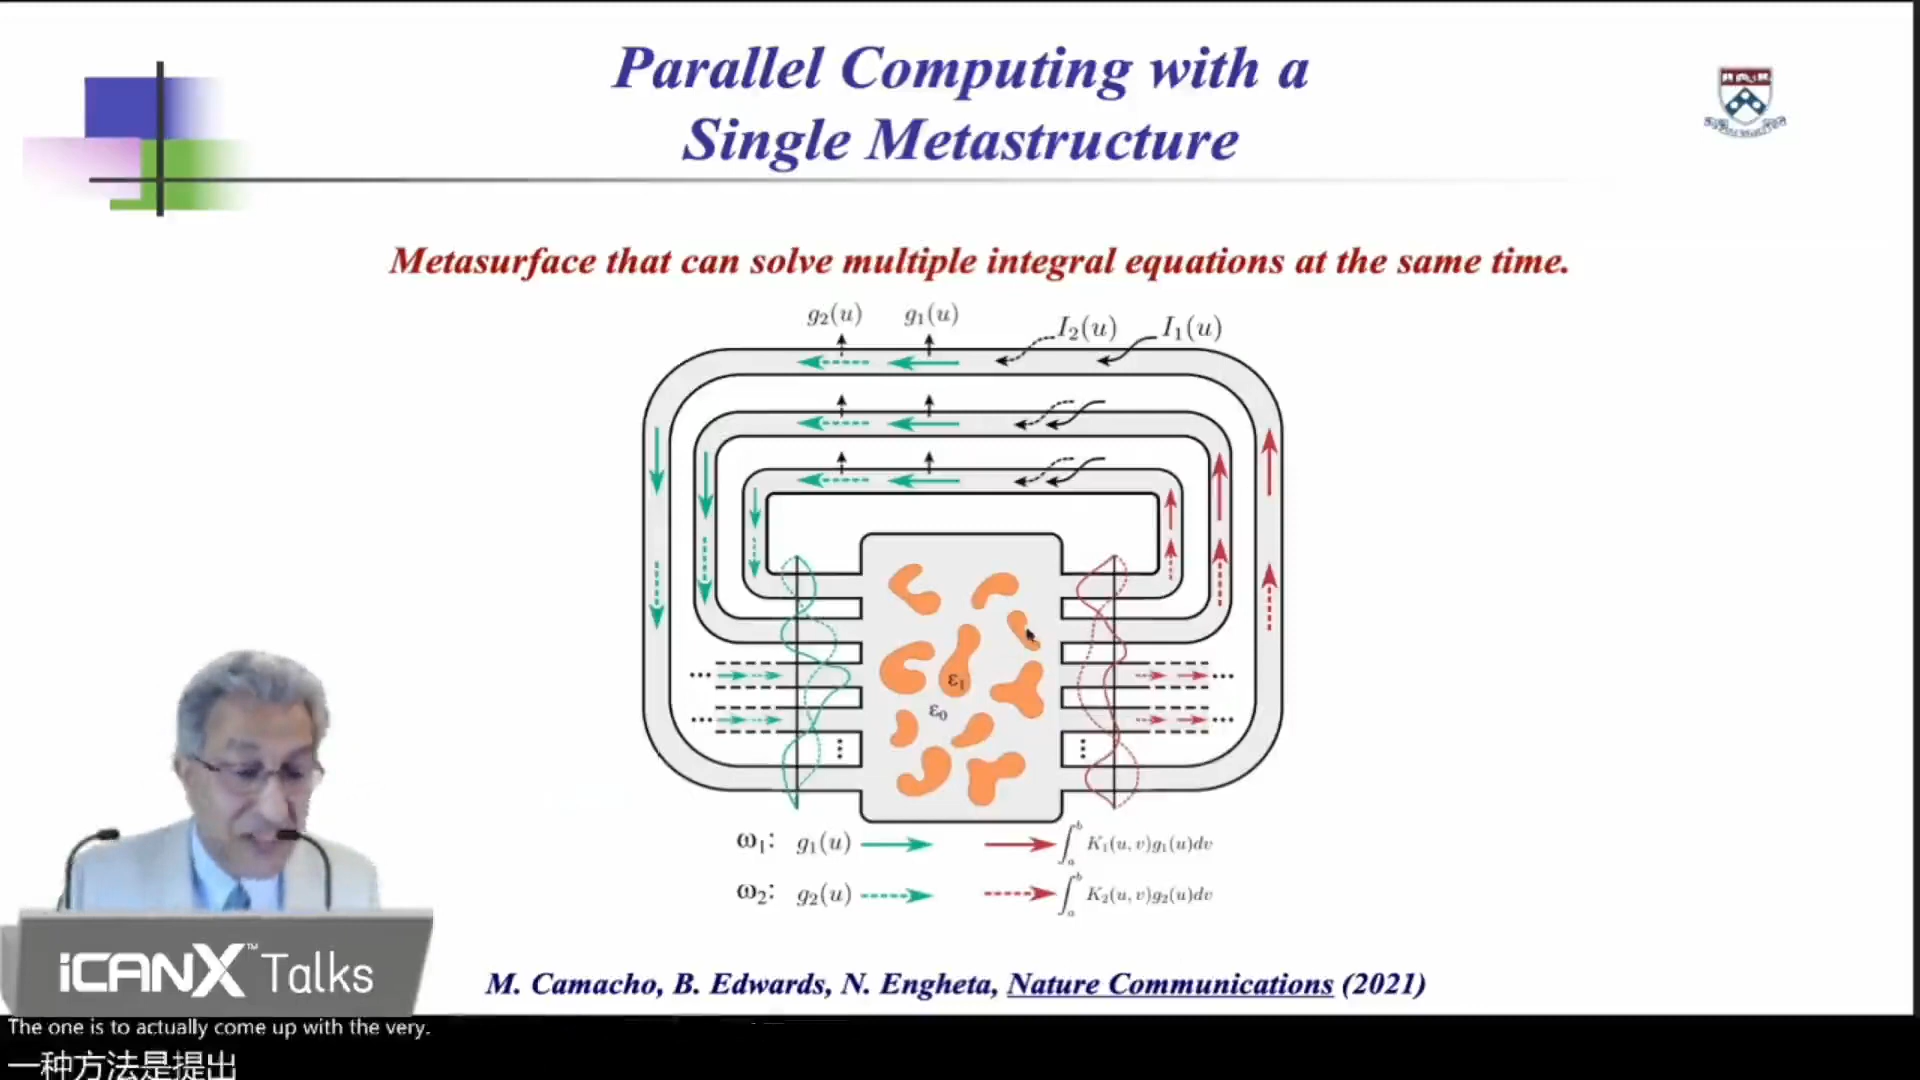 Parallel Computing with a
Single Metastructure
Metasurface that can solve multiple integral equations at the same time.
g₂(u) g₁(u) I₂(u) I₁(u)
ε₁
ε₀
ω₁: g₁(u) ∫ₐᵇ K₁(u, v)g₁(u)dv
ω₂: g₂(u) ∫ₐᵇ K₂(u, v)g₂(u)dv
M. Camacho, B. Edwards, N. Engheta, Nature Communications (2021)
iCANX™ Talks
The one is to actually come up with the very.
一种方法是提出